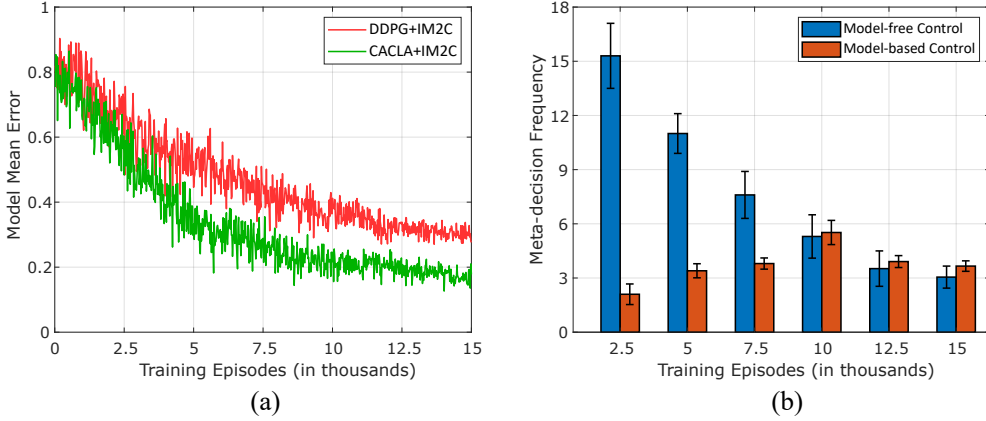 DDPG+IM2C
CACLA+IM2C
Model Mean Error
1
0.8
0.6
0.4
0.2
0
0 2.5 5 7.5 10 12.5 15
Training Episodes (in thousands)
(a)
Model-free Control
Model-based Control
Meta-decision Frequency
18
15
12
9
6
3
0
2.5 5 7.5 10 12.5 15
Training Episodes (in thousands)
(b)